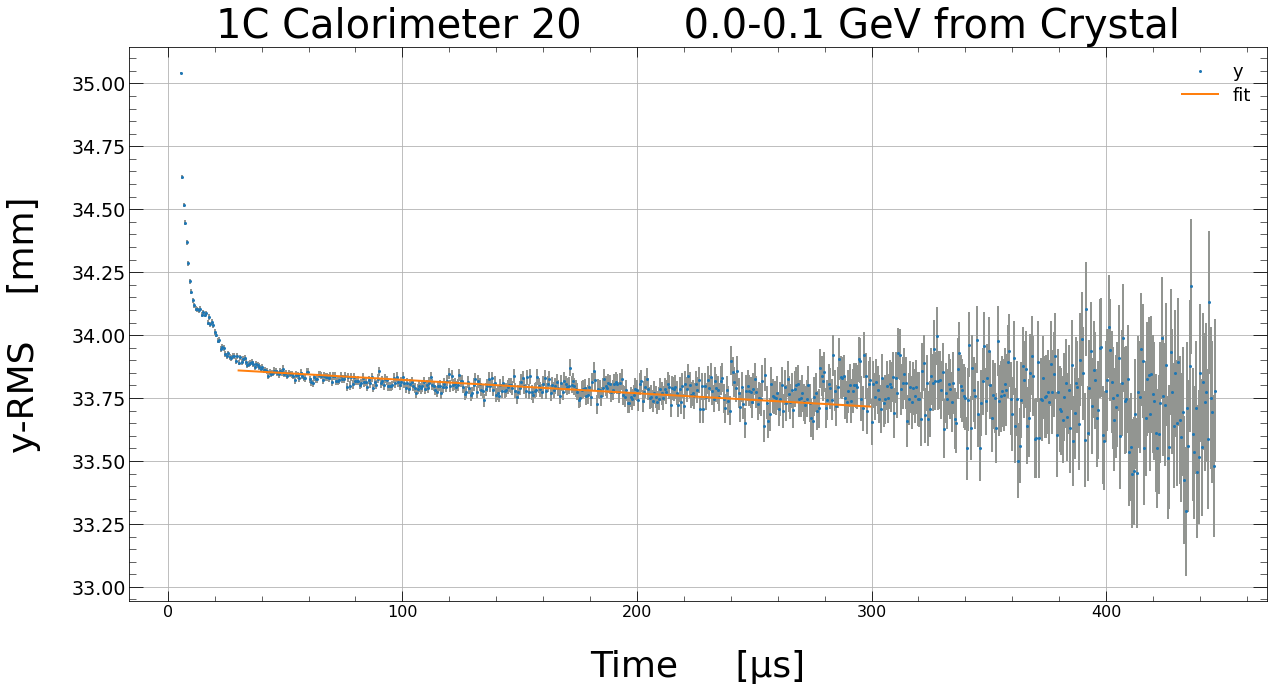 1C Calorimeter 20 0.0-0.1 GeV from Crystal
y
fit
35.00
34.75
34.50
34.25
34.00
33.75
33.50
33.25
33.00
y-RMS [mm]
0 100 200 300 400
Time [µs]